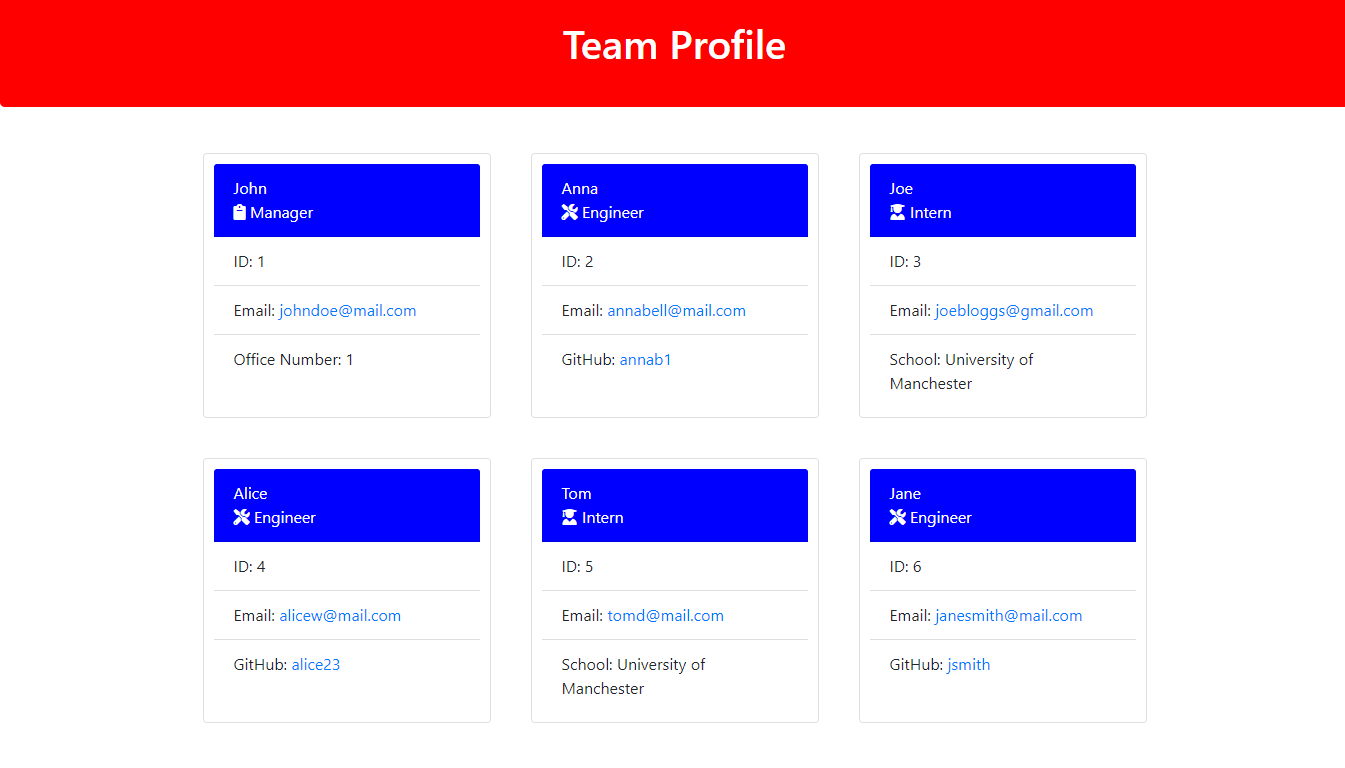 Team Profile
John
Manager
ID: 1
Email: johndoe@mail.com
Office Number: 1
Anna
Engineer
ID: 2
Email: annabell@mail.com
GitHub: annab1
Joe
Intern
ID: 3
Email: joebloggs@gmail.com
School: University of
Manchester
Alice
Engineer
ID: 4
Email: alicew@mail.com
GitHub: alice23
Tom
Intern
ID: 5
Email: tomd@mail.com
School: University of
Manchester
Jane
Engineer
ID: 6
Email: janesmith@mail.com
GitHub: jsmith